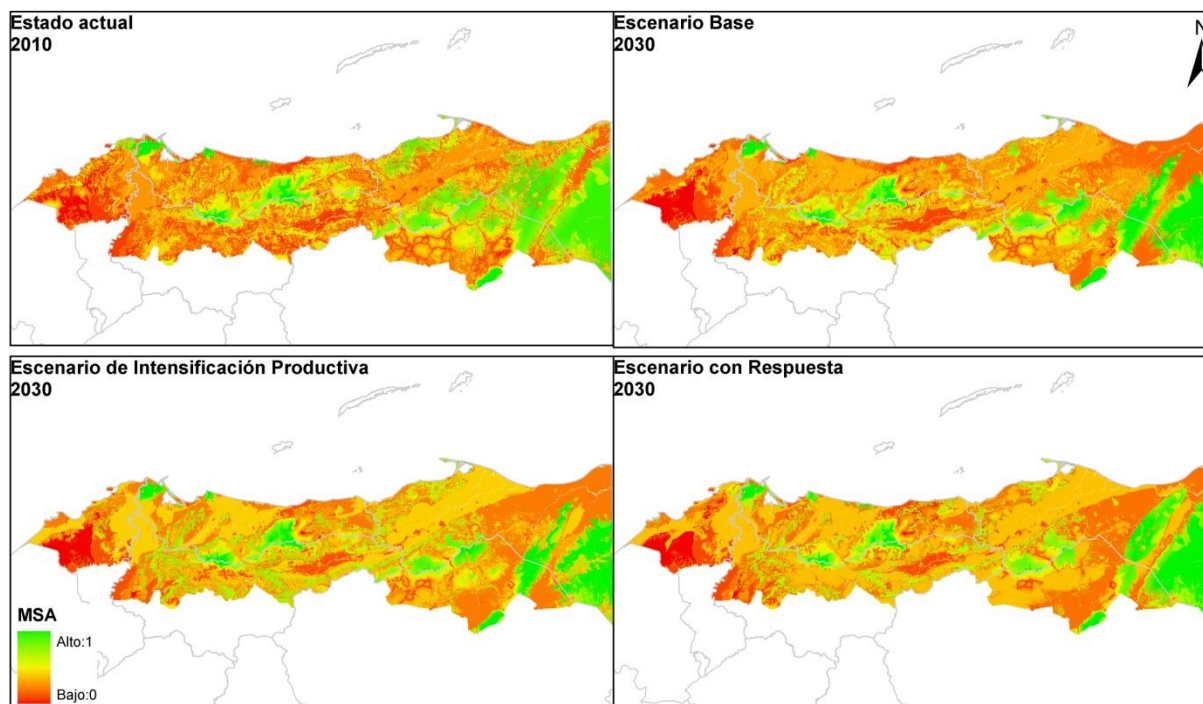 Estado actual
2010
Escenario Base
2030
N
Escenario de Intensificación Productiva
2030
Escenario con Respuesta
2030
MSA
Alto:1
Bajo:0